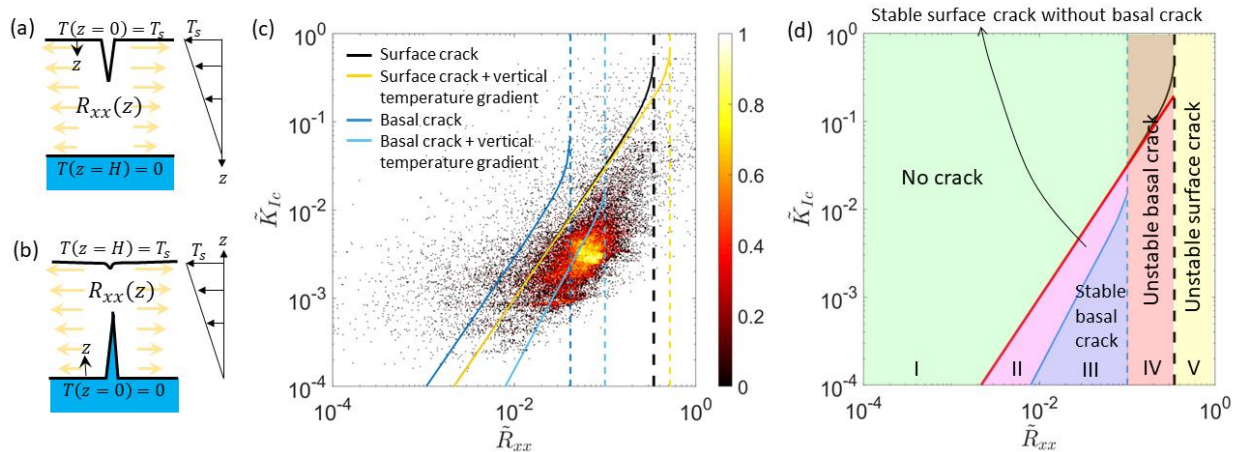 (a)
T(z = 0) = T_s
T_s
z
R_xx(z)
T(z = H) = 0
z
(b)
T(z = H) = T_s
T_s
z
R_xx(z)
z
T(z = 0) = 0
(c)
Surface crack
Surface crack + vertical
temperature gradient
Basal crack
Basal crack + vertical
temperature gradient
10^0
10^-1
10^-2
10^-3
10^-4
K̃_Ic
10^-4
10^-2
10^0
R̃_xx
1
0.8
0.6
0.4
0.2
0
Stable surface crack without basal crack
(d)
10^0
10^-1
10^-2
10^-3
10^-4
K̃_Ic
No crack
Stable
basal
crack
Unstable basal crack
Unstable surface crack
I
II
III
IV
V
10^-4
10^-2
10^0
R̃_xx